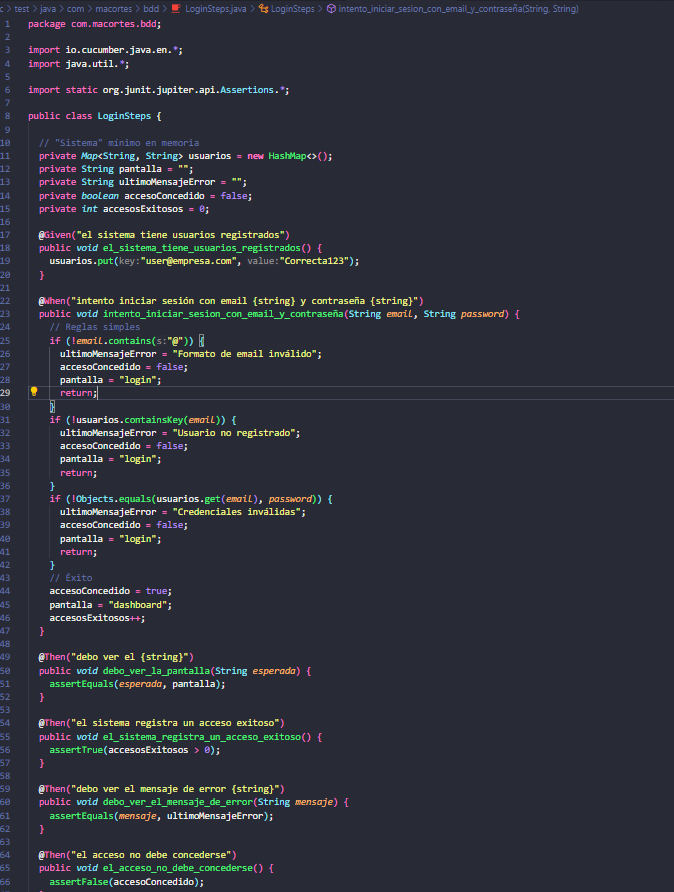 c > test > java > com > macortes > bdd > LoginSteps.java > LoginSteps > intento_iniciar_sesion_con_email_y_contraseña(String, String)
1 package com.macortes.bdd;
2
3 import io.cucumber.java.en.*;
4 import java.util.*;
5
6 import static org.junit.jupiter.api.Assertions.*;
7
8 public class LoginSteps {
9
10 // "Sistema" mínimo en memoria
11 private Map<String, String> usuarios = new HashMap<>();
12 private String pantalla = "";
13 private String ultimoMensajeError = "";
14 private boolean accesoConcedido = false;
15 private int accesosExitosos = 0;
16
17 @Given("el sistema tiene usuarios registrados")
18 public void el_sistema_tiene_usuarios_registrados() {
19 usuarios.put(key:"user@empresa.com", value:"Correcta123");
20 }
21
22 @When("intento iniciar sesión con email {string} y contraseña {string}")
23 public void intento_iniciar_sesion_con_email_y_contraseña(String email, String password) {
24 // Reglas simples
25 if (!email.contains(s:"@")) {
26 ultimoMensajeError = "Formato de email inválido";
27 accesoConcedido = false;
28 pantalla = "login";
29 return;
30 }
31 if (!usuarios.containsKey(email)) {
32 ultimoMensajeError = "Usuario no registrado";
33 accesoConcedido = false;
34 pantalla = "login";
35 return;
36 }
37 if (!Objects.equals(usuarios.get(email), password)) {
38 ultimoMensajeError = "Credenciales inválidas";
39 accesoConcedido = false;
40 pantalla = "login";
41 return;
42 }
43 // Éxito
44 accesoConcedido = true;
45 pantalla = "dashboard";
46 accesosExitosos++;
47 }
48
49 @Then("debo ver el {string}")
50 public void debo_ver_la_pantalla(String esperada) {
51 assertEquals(esperada, pantalla);
52 }
53
54 @Then("el sistema registra un acceso exitoso")
55 public void el_sistema_registra_un_acceso_exitoso() {
56 assertTrue(accesosExitosos > 0);
57 }
58
59 @Then("debo ver el mensaje de error {string}")
60 public void debo_ver_el_mensaje_de_error(String mensaje) {
61 assertEquals(mensaje, ultimoMensajeError);
62 }
63
64 @Then("el acceso no debe concederse")
65 public void el_acceso_no_debe_concederse() {
66 assertFalse(accesoConcedido);